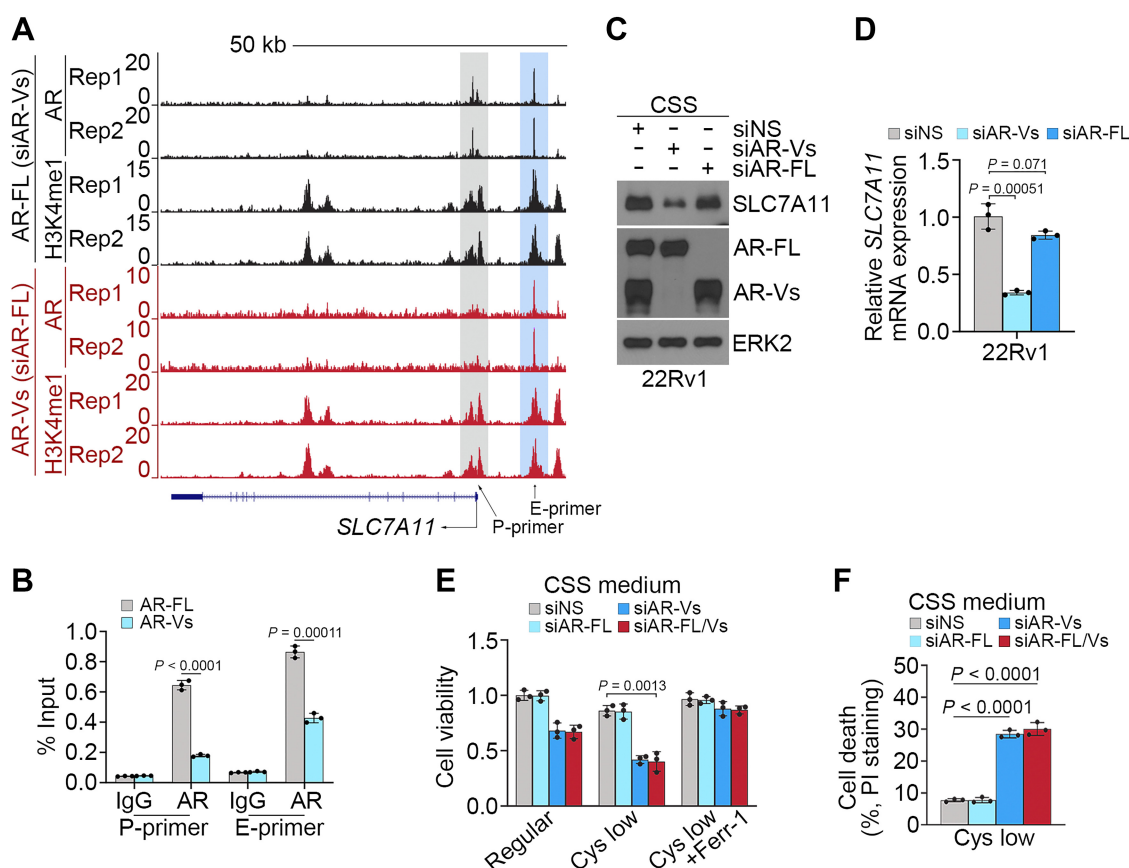 A
50 kb
AR-FL (siAR-Vs)
AR
Rep1
20
0
Rep2
20
0
H3K4me1
Rep1
15
0
Rep2
15
0
AR-Vs (siAR-FL)
AR
Rep1
10
0
Rep2
10
0
H3K4me1
Rep1
20
0
Rep2
20
0
SLC7A11
P-primer
E-primer
B
AR-FL
AR-Vs
% Input
1.0
0.8
0.6
0.4
0.2
0.0
P < 0.0001
P = 0.00011
IgG AR IgG AR
P-primer E-primer
C
CSS
+ − − siNS
− + − siAR-Vs
− − + siAR-FL
SLC7A11
AR-FL
AR-Vs
ERK2
22Rv1
D
siNS siAR-Vs siAR-FL
Relative SLC7A11
mRNA expression
1.5
1.0
0.5
0.0
P = 0.071
P = 0.00051
22Rv1
E
CSS medium
siNS siAR-Vs
siAR-FL siAR-FL/Vs
Cell viability
1.5
1.0
0.5
0.0
P = 0.0013
Regular
Cys low
Cys low
+Ferr-1
F
CSS medium
siNS siAR-Vs
siAR-FL siAR-FL/Vs
Cell death
(%, PI staining)
50
40
30
20
10
0
P < 0.0001
P < 0.0001
Cys low